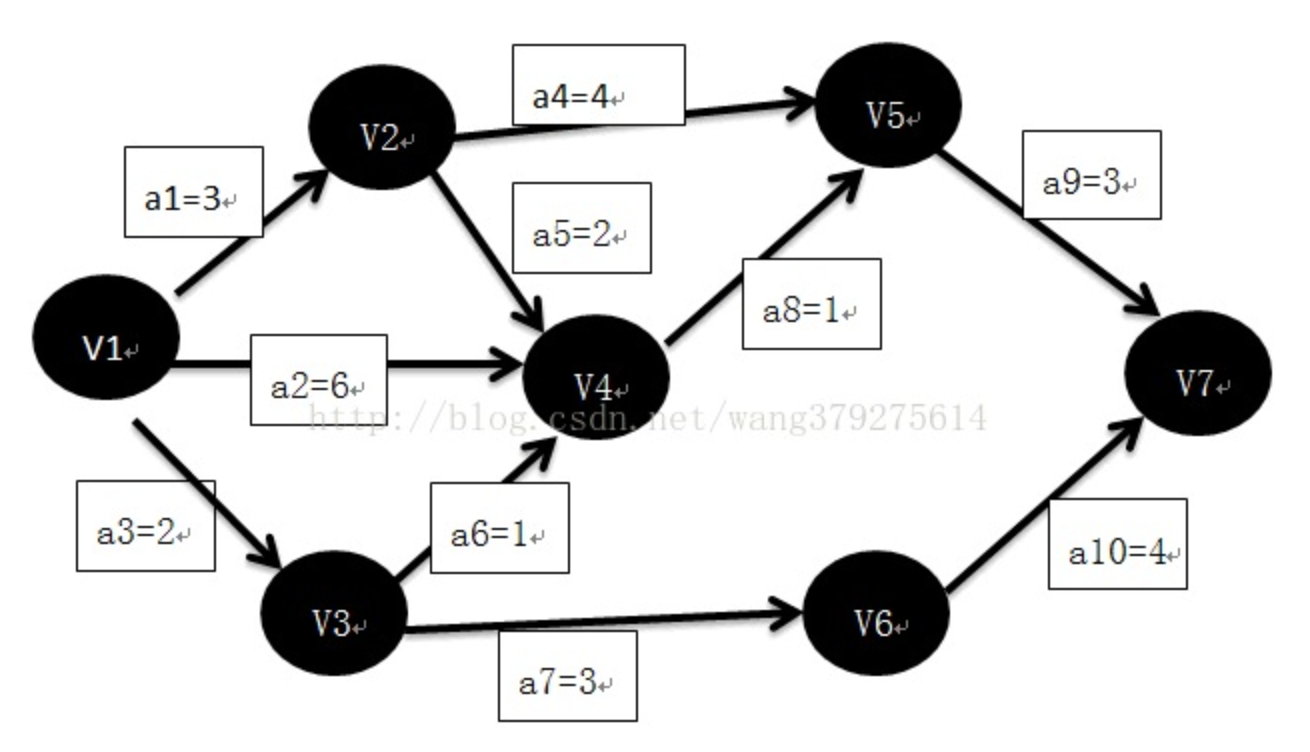 a4=4↵
V5↵
V2↵
a9=3↵
a1=3↵
a5=2↵
a8=1↵
V1↵
a2=6↵
V4↵
V7↵
http://blog.csdn.net/wang379275614
a3=2↵
a6=1↵
a10=4↵
V3↵
V6↵
a7=3↵